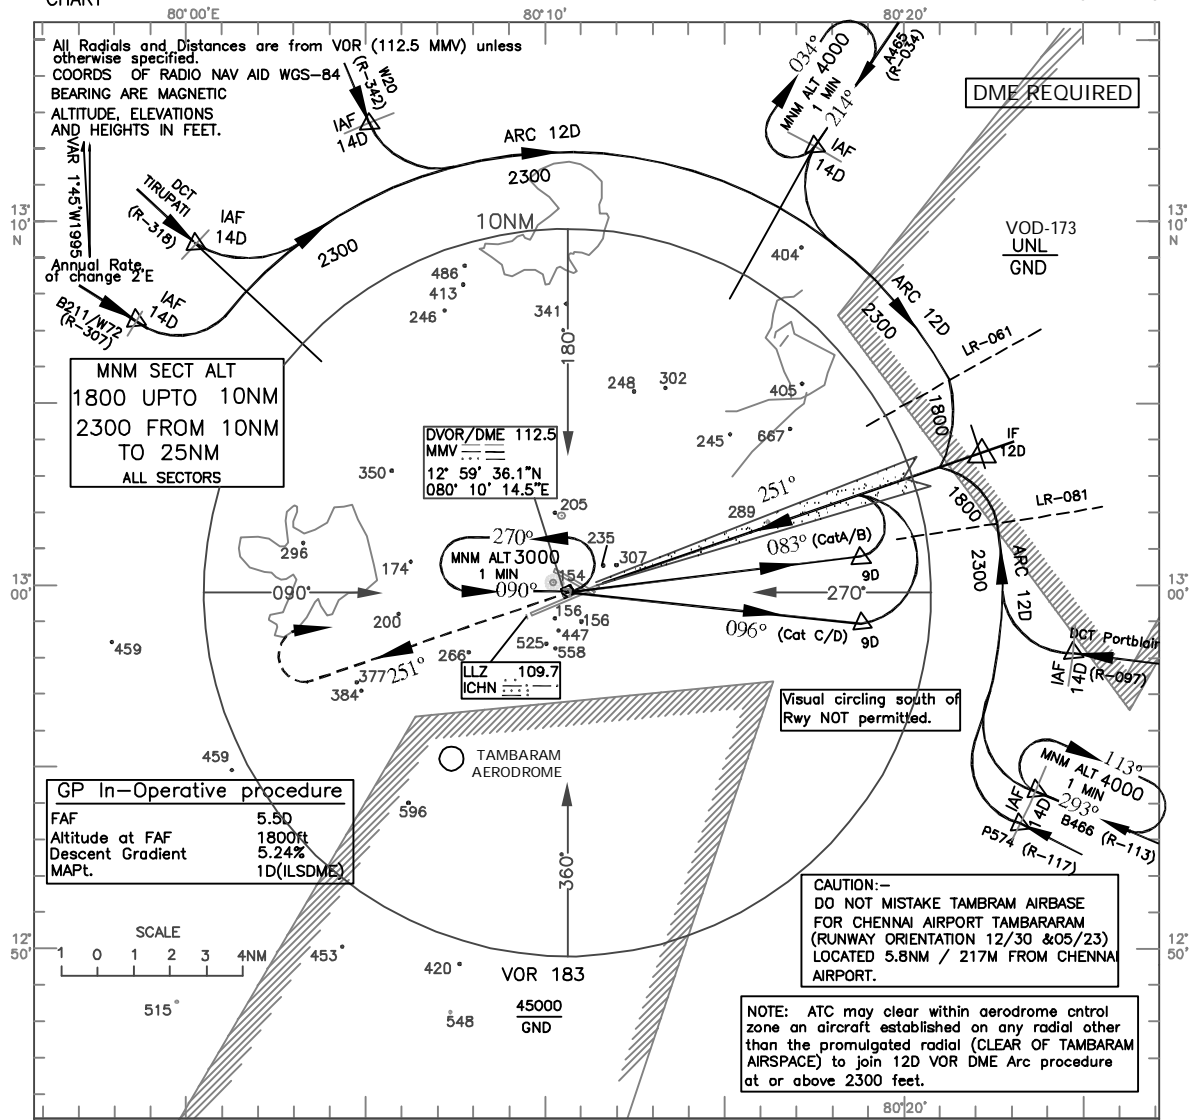 CHART
80°00'E
80°10'
80°20'
All Radials and Distances are from VOR (112.5 MMV) unless
otherwise specified.
COORDS OF RADIO NAV AID WGS-84
BEARING ARE MAGNETIC
ALTITUDE, ELEVATIONS
AND HEIGHTS IN FEET.
VAR 1°45'W1995
Annual Rate
of change 2'E
W20
(R-342)
IAF
14D
ARC 12D
2300
034°
MNM ALT 4000
1 MIN
214°
A465
(R-034)
IAF
14D
DME REQUIRED
DCT
TIRUPATI
(R-318)
IAF
14D
2300
B211/W72
(R-307)
IAF
14D
13°
10'
N
13°
10'
N
10NM
VOD-173
UNL
GND
404
486
413
246
341
180°
ARC 12D
2300
LR-061
MNM SECT ALT
1800 UPTO 10NM
2300 FROM 10NM
TO 25NM
ALL SECTORS
248
302
405
245
667
1800
IF
12D
DVOR/DME 112.5
MMV
12° 59' 36.1"N
080° 10' 14.5"E
350
205
251°
289
1800
LR-081
296
174
270°
MNM ALT 3000
1 MIN
090°
235
307
154
083° (CatA/B)
9D
2300
ARC 12D
13°
00'
13°
00'
090°
270°
200
156
156
447
525
558
096° (Cat C/D)
9D
459
266
377
251°
384
LLZ 109.7
ICHN
DCT Portblair
(R-097)
IAF
14D
Visual circling south of
Rwy NOT permitted.
459
TAMBARAM
AERODROME
113°
MNM ALT 4000
1 MIN
293°
IAF
14D
B466 (R-113)
P574 (R-117)
GP In-Operative procedure
FAF 5.5D
Altitude at FAF 1800ft
Descent Gradient 5.24%
MAPt. 1D(ILSDME)
596
360°
CAUTION:-
DO NOT MISTAKE TAMBRAM AIRBASE
FOR CHENNAI AIRPORT TAMBARARAM
(RUNWAY ORIENTATION 12/30 &05/23)
LOCATED 5.8NM / 217M FROM CHENNAI
AIRPORT.
12°
50'
12°
50'
SCALE
1 0 1 2 3 4NM
453
420
VOR 183
45000
GND
515
548
NOTE: ATC may clear within aerodrome cntrol
zone an aircraft established on any radial other
than the promulgated radial (CLEAR OF TAMBARAM
AIRSPACE) to join 12D VOR DME Arc procedure
at or above 2300 feet.
80°20'